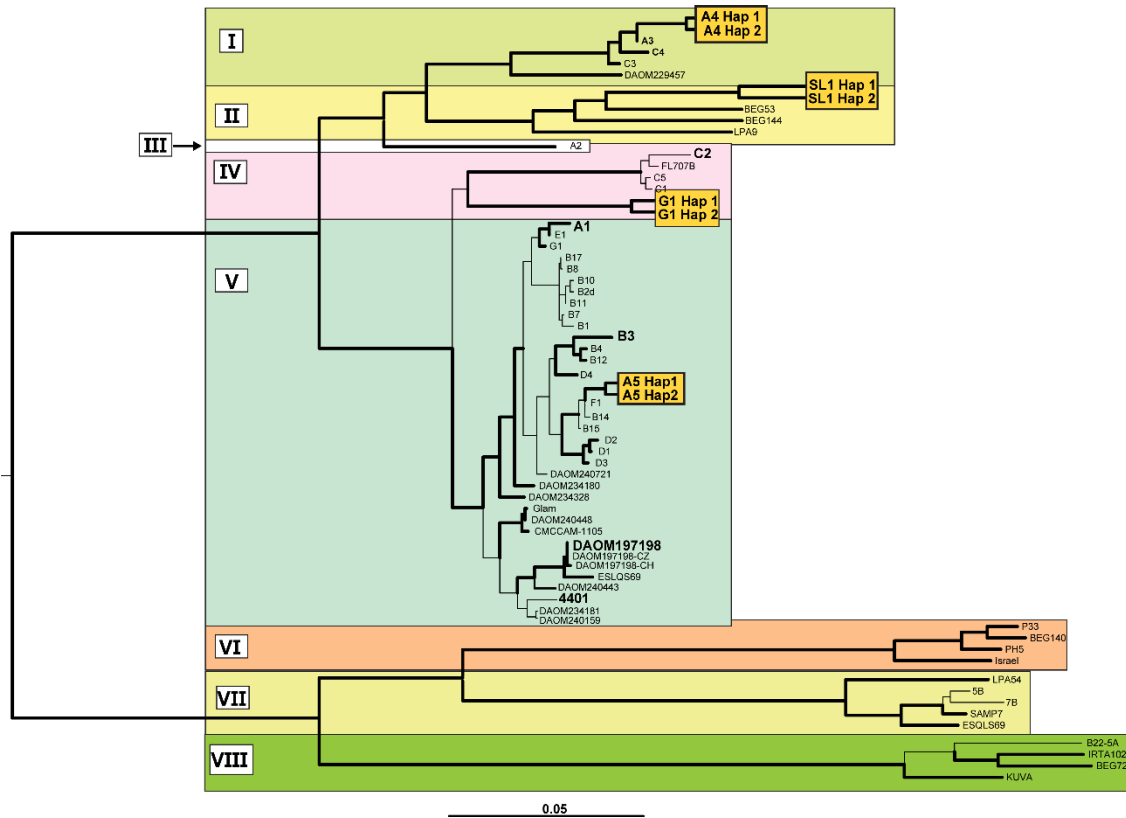 I
A4 Hap 1
A4 Hap 2
A3
C4
C3
DAOM229457
II
SL1 Hap 1
SL1 Hap 2
BEG53
BEG144
LPA9
III
A2
IV
C2
FL707B
C5
C1
G1 Hap 1
G1 Hap 2
V
A1
E1
G1
B17
B8
B10
B2d
B11
B7
B1
B3
B4
B12
D4
A5 Hap1
A5 Hap2
F1
B14
B15
D2
D1
D3
DAOM240721
DAOM234180
DAOM234328
Glam
DAOM240448
CMCCAM-1105
DAOM197198
DAOM197198-CZ
DAOM197198-CH
ESLQS69
DAOM240443
4401
DAOM234181
DAOM240159
VI
P33
BEG140
PH5
Israel
VII
LPA54
5B
7B
SAMP7
ESQLS69
VIII
B22-5A
IRTA102
BEG72
KUVA
0.05